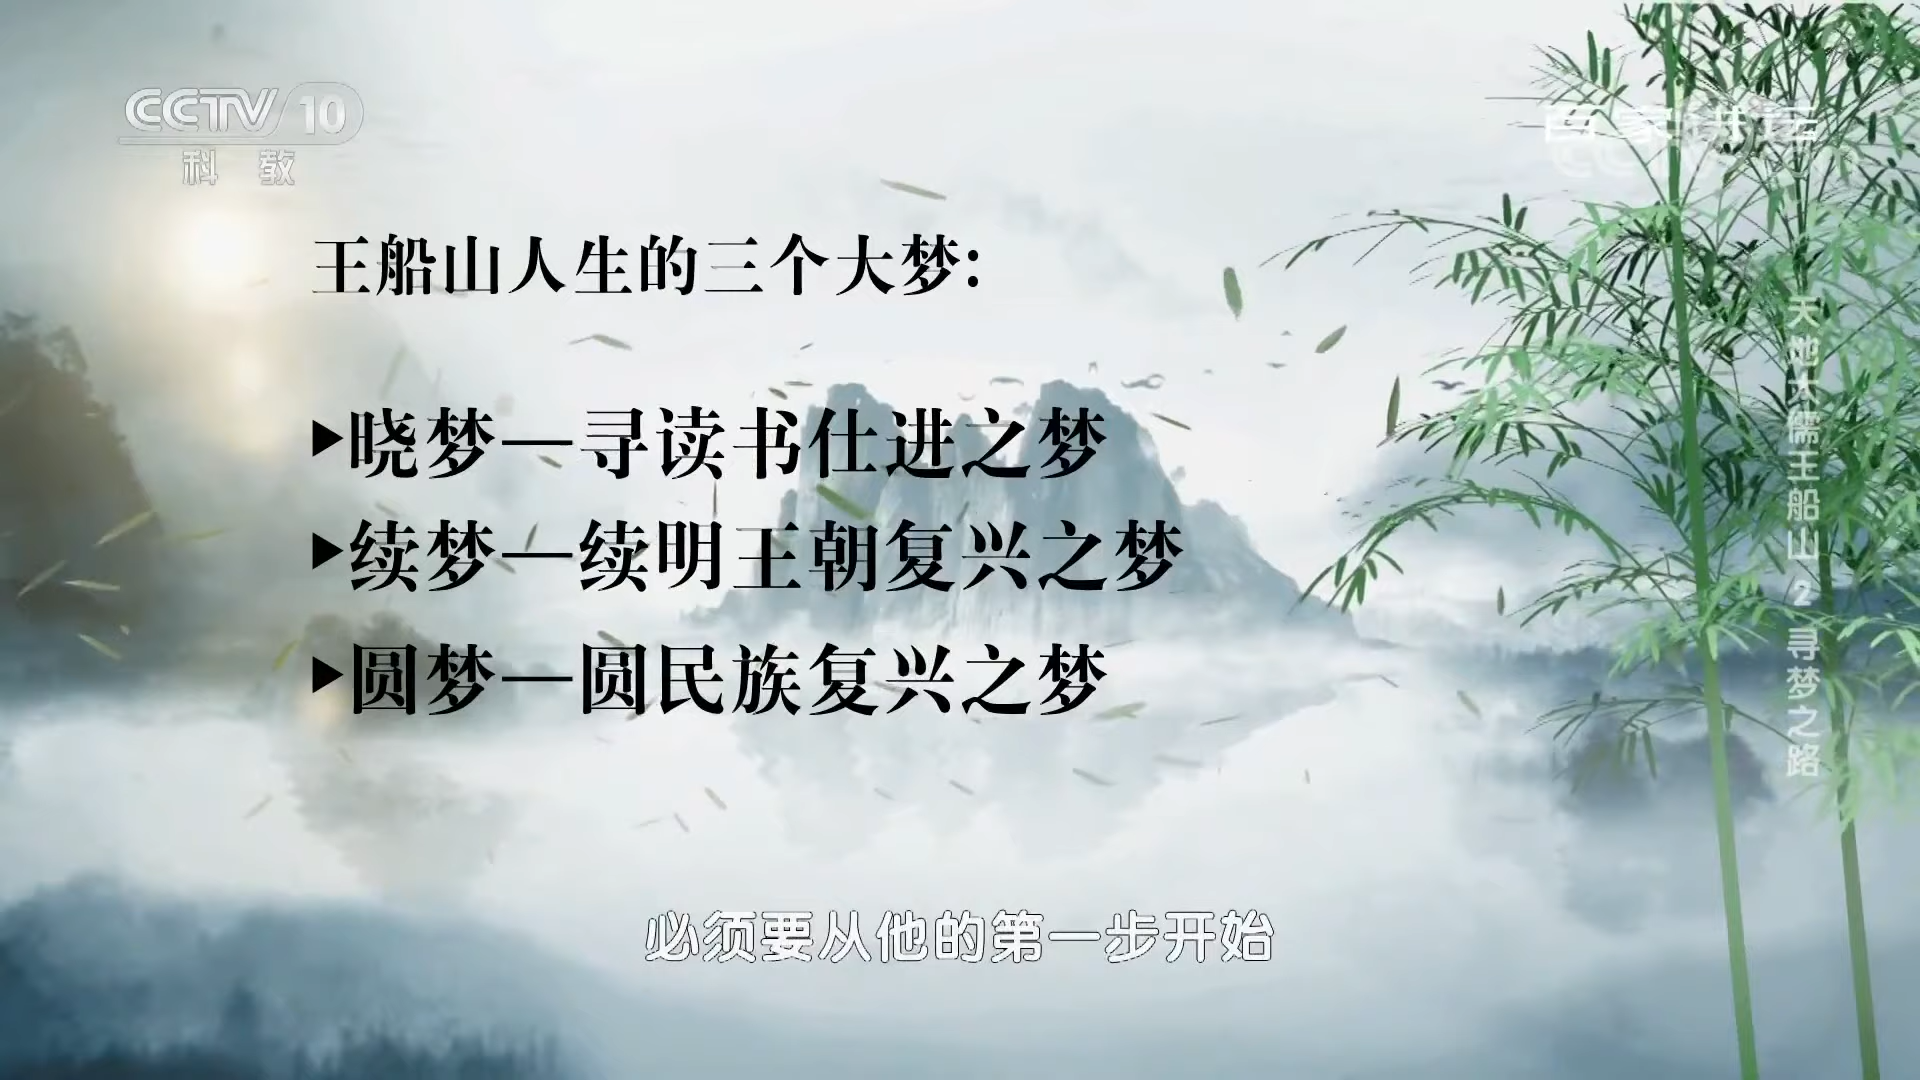 CCTV 10
科 教
百家讲坛
王船山人生的三个大梦:
▶晓梦—寻读书仕进之梦
▶续梦—续明王朝复兴之梦
▶圆梦—圆民族复兴之梦
天地大儒王船山 2 寻梦之路
必须要从他的第一步开始